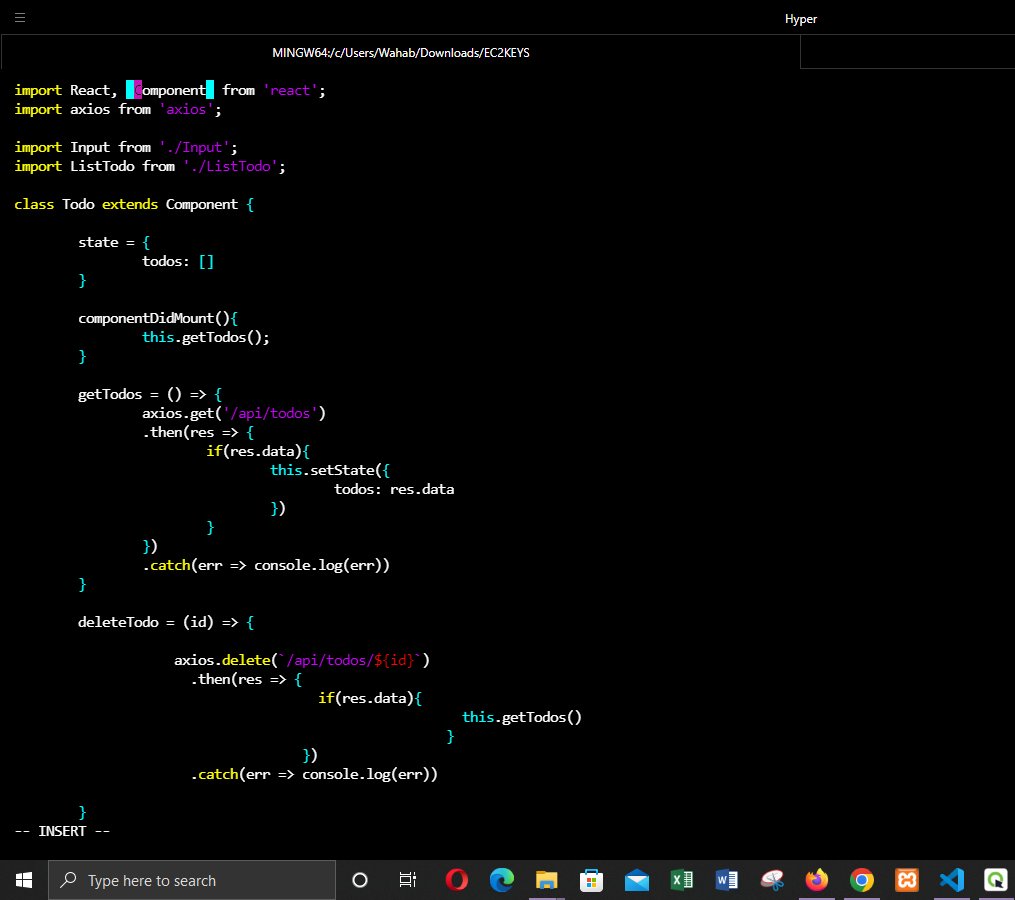 Hyper
MINGW64:/c/Users/Wahab/Downloads/EC2KEYS
import React, {Component} from 'react';
import axios from 'axios';
import Input from './Input';
import ListTodo from './ListTodo';
class Todo extends Component {
state = {
todos: []
}
componentDidMount(){
this.getTodos();
}
getTodos = () => {
axios.get('/api/todos')
.then(res => {
if(res.data){
this.setState({
todos: res.data
})
}
})
.catch(err => console.log(err))
}
deleteTodo = (id) => {
axios.delete(`/api/todos/${id}`)
.then(res => {
if(res.data){
this.getTodos()
}
})
.catch(err => console.log(err))
}
-- INSERT --
Type here to search